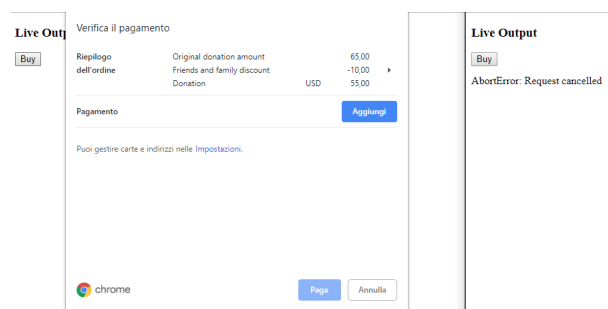 Live Outp
Buy
Verifica il pagamento
Riepilogo dell'ordine
Original donation amount 65,00
Friends and family discount -10,00
Donation USD 55,00
Pagamento
Aggiungi
Puoi gestire carte e indirizzi nelle Impostazioni.
chrome
Paga
Annulla
Live Output
Buy
AbortError: Request cancelled